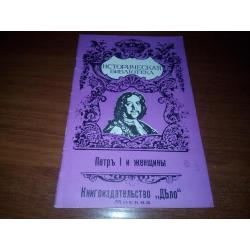 ИСТОРИЧЕСКАЯ
БИБЛІОТЕКА
Петръ I и женщины
Книгоиздательство „Дѣло"
Москва